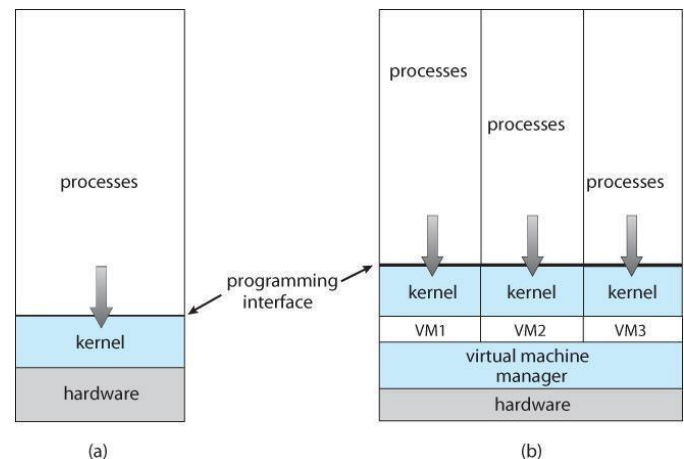 processes
kernel
hardware
(a)
programming
interface
processes
processes
processes
kernel
kernel
kernel
VM1
VM2
VM3
virtual machine
manager
hardware
(b)